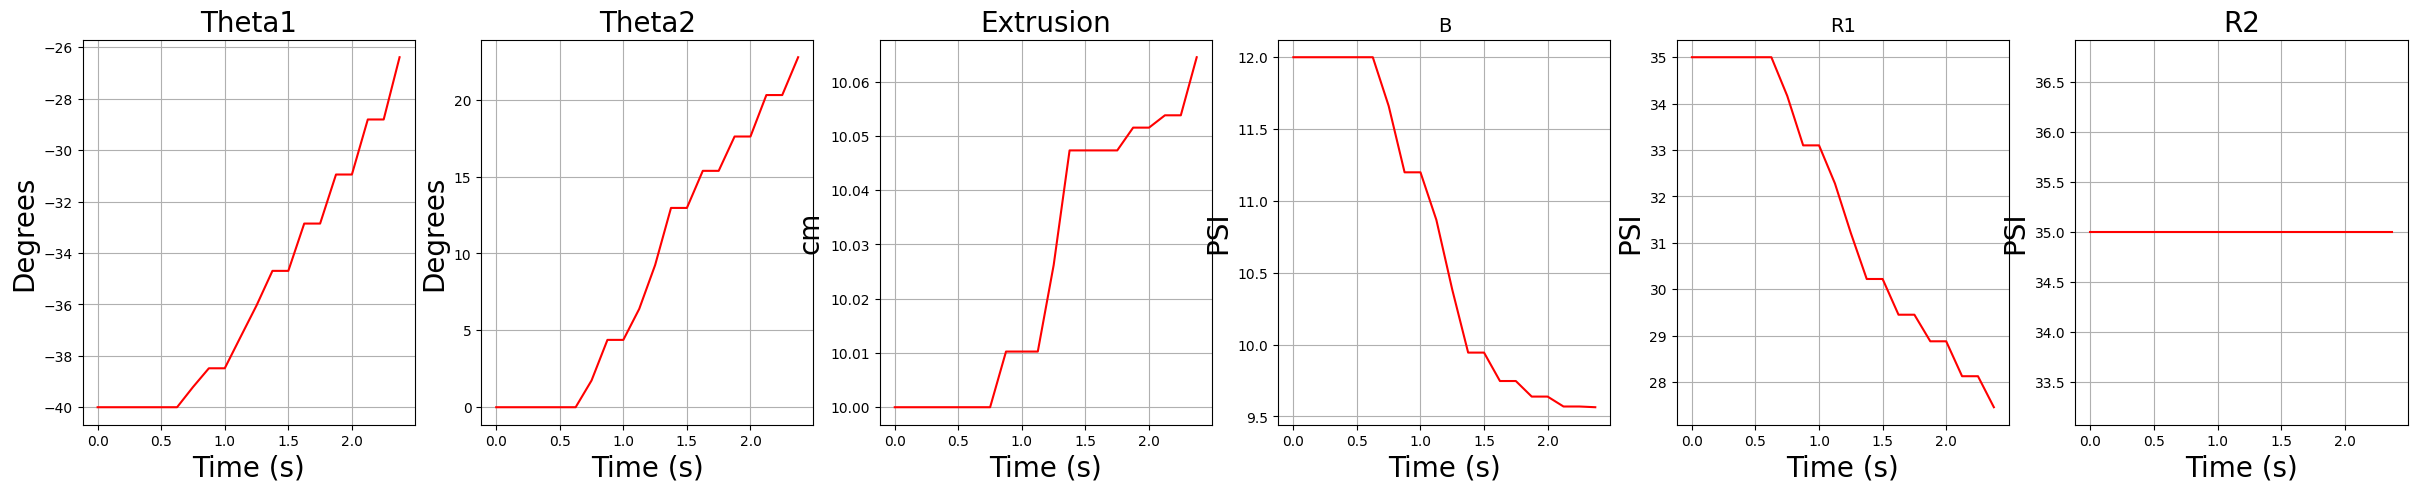 Theta1
−26
−28
−30
−32
−34
−36
−38
−40
Degrees
0.0 0.5 1.0 1.5 2.0
Time (s)
Theta2
20
15
10
5
0
Degrees
0.0 0.5 1.0 1.5 2.0
Time (s)
Extrusion
10.06
10.05
10.04
10.03
10.02
10.01
10.00
cm
0.0 0.5 1.0 1.5 2.0
Time (s)
B
12.0
11.5
11.0
10.5
10.0
9.5
PSI
0.0 0.5 1.0 1.5 2.0
Time (s)
R1
35
34
33
32
31
30
29
28
PSI
0.0 0.5 1.0 1.5 2.0
Time (s)
R2
36.5
36.0
35.5
35.0
34.5
34.0
33.5
PSI
0.0 0.5 1.0 1.5 2.0
Time (s)